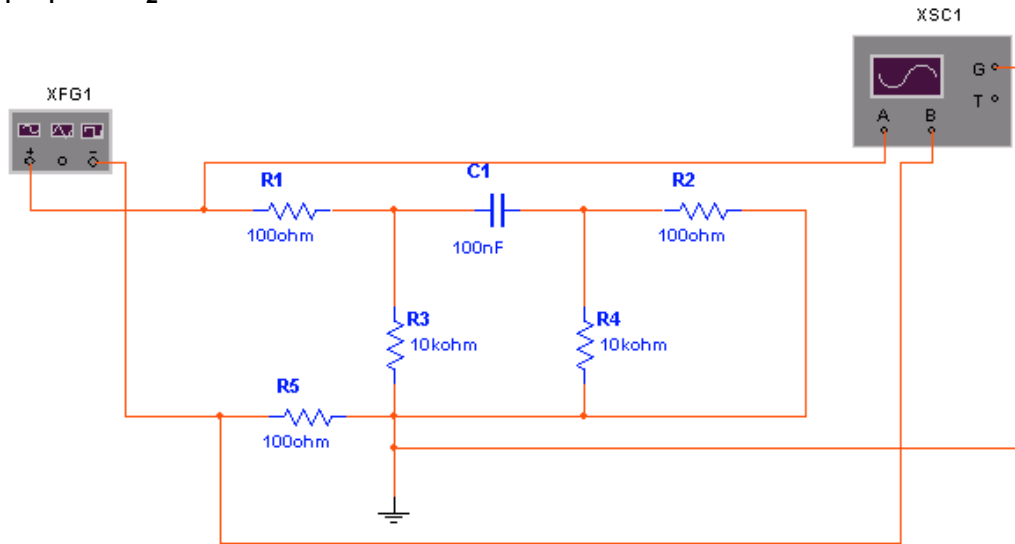 XSC1
G
T
A B
XFG1
+ -
R1
100ohm
C1
100nF
R2
100ohm
R3
10kohm
R4
10kohm
R5
100ohm